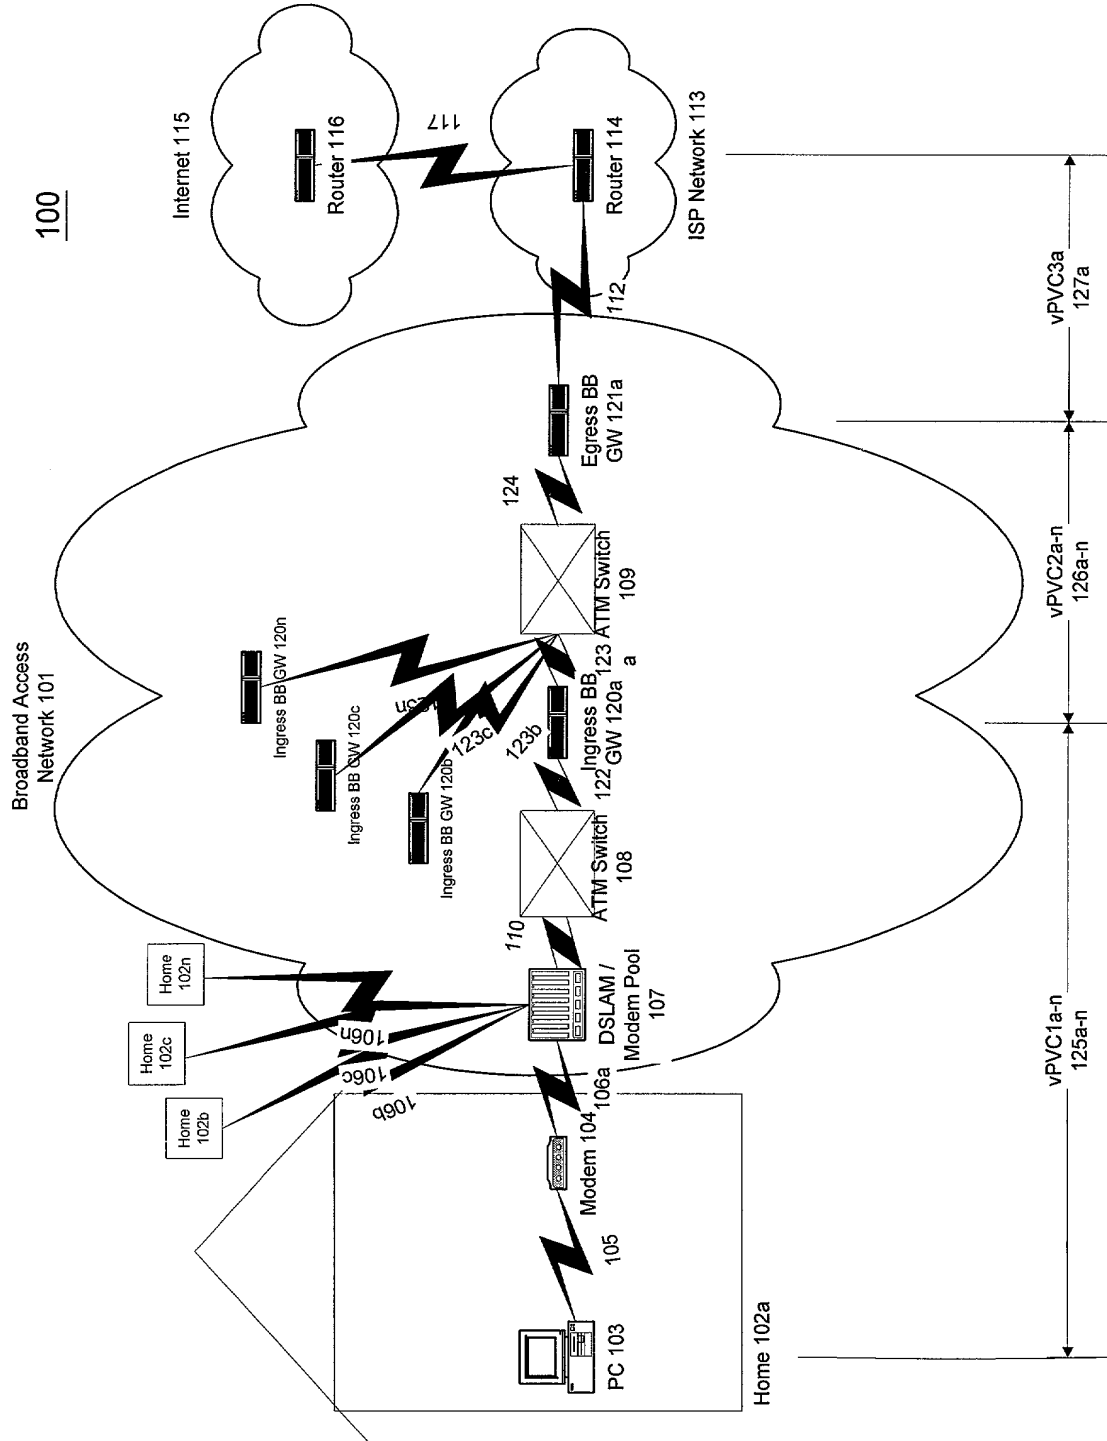 100
Broadband Access
Network 101
Internet 115
Router 116
117
Router 114
ISP Network 113
112
Egress BB
GW 121a
124
ATM Switch
109
123
a
Ingress BB
GW 120a
Ingress BB GW 120n
Ingress BB GW 120c
Ingress BB GW 120b
123n
123c
123b
122
ATM Switch
108
110
DSLAM /
Modem Pool
107
Home
102n
Home
102c
Home
102b
106n
106c
106b
106a
Modem 104
105
PC 103
Home 102a
vPVC1a-n
125a-n
vPVC2a-n
126a-n
vPVC3a
127a